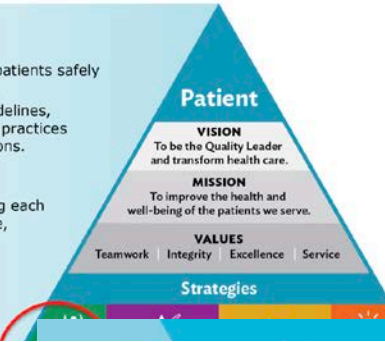 patients safely
delines,
practices
ons.
g each
e,
Patient
VISION
To be the Quality Leader
and transform health care.
MISSION
To improve the health and
well-being of the patients we serve.
VALUES
Teamwork | Integrity | Excellence | Service
Strategies